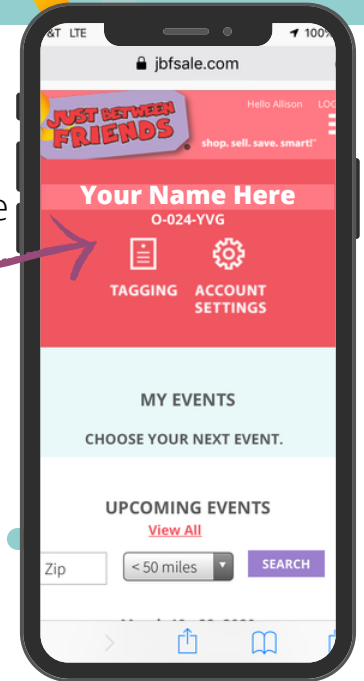 &T LTE
100%
jbfsale.com
Hello Allison LOG
JUST BETWEEN
FRIENDS
shop. sell. save. smart!
Your Name Here
O-024-YVG
TAGGING
ACCOUNT
SETTINGS
MY EVENTS
CHOOSE YOUR NEXT EVENT.
UPCOMING EVENTS
View All
Zip
< 50 miles
SEARCH
e